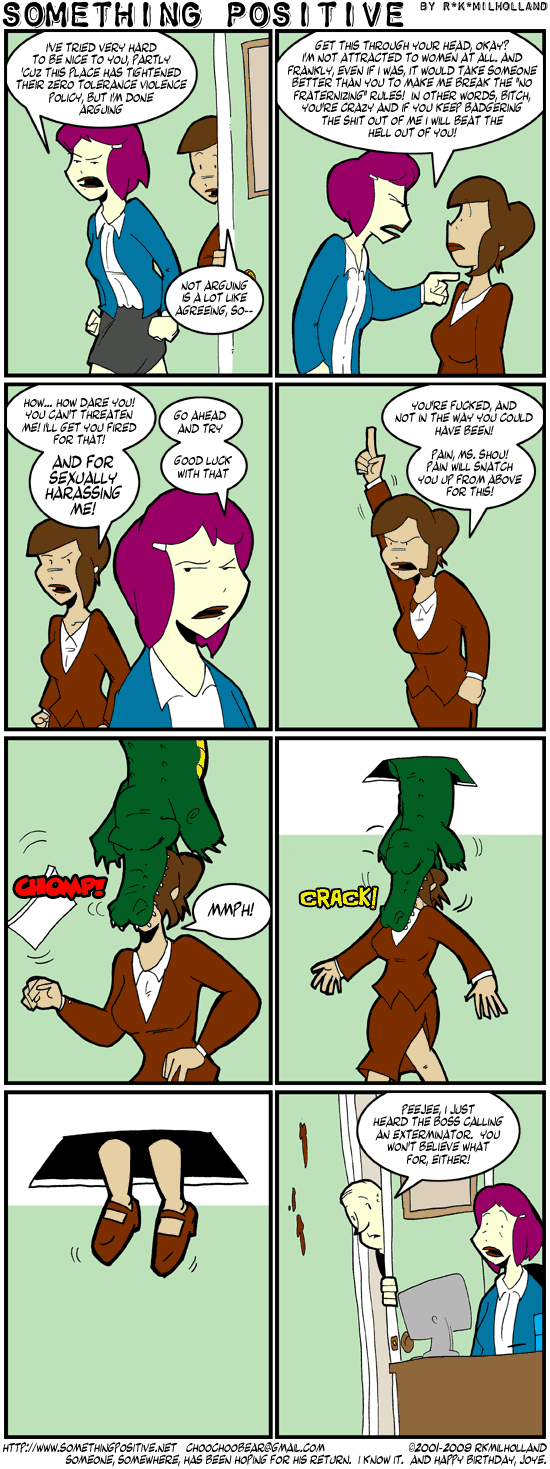 SOMETHING POSITIVE BY R*K*MILHOLLAND
I'VE TRIED VERY HARD
TO BE NICE TO YOU, PARTLY
'CUZ THIS PLACE HAS TIGHTENED
THEIR ZERO TOLERANCE VIOLENCE
POLICY, BUT I'M DONE
ARGUING
NOT ARGUING
IS A LOT LIKE
AGREEING, SO--
GET THIS THROUGH YOUR HEAD, OKAY?
I'M NOT ATTRACTED TO WOMEN AT ALL. AND
FRANKLY, EVEN IF I WAS, IT WOULD TAKE SOMEONE
BETTER THAN YOU TO MAKE ME BREAK THE "NO
FRATERNIZING" RULES! IN OTHER WORDS, BITCH,
YOU'RE CRAZY AND IF YOU KEEP BADGERING
THE SHIT OUT OF ME I WILL BEAT THE
HELL OUT OF YOU!
HOW... HOW DARE YOU!
YOU CAN'T THREATEN
ME! I'LL GET YOU FIRED
FOR THAT!
AND FOR
SEXUALLY
HARASSING
ME!
GO AHEAD
AND TRY
GOOD LUCK
WITH THAT
YOU'RE FUCKED, AND
NOT IN THE WAY YOU COULD
HAVE BEEN!
PAIN, MS. SHOU!
PAIN WILL SNATCH
YOU UP FROM ABOVE
FOR THIS!
CHOMP!
MMPH!
CRACK!
PEEJEE, I JUST
HEARD THE BOSS CALLING
AN EXTERMINATOR. YOU
WON'T BELIEVE WHAT
FOR, EITHER!
HTTP://WWW.SOMETHINGPOSITIVE.NET CHOOCHOOBEAR@GMAIL.COM ©2001-2009 RKMILHOLLAND
SOMEONE, SOMEWHERE, HAS BEEN HOPING FOR HIS RETURN. I KNOW IT. AND HAPPY BIRTHDAY, JOYE.